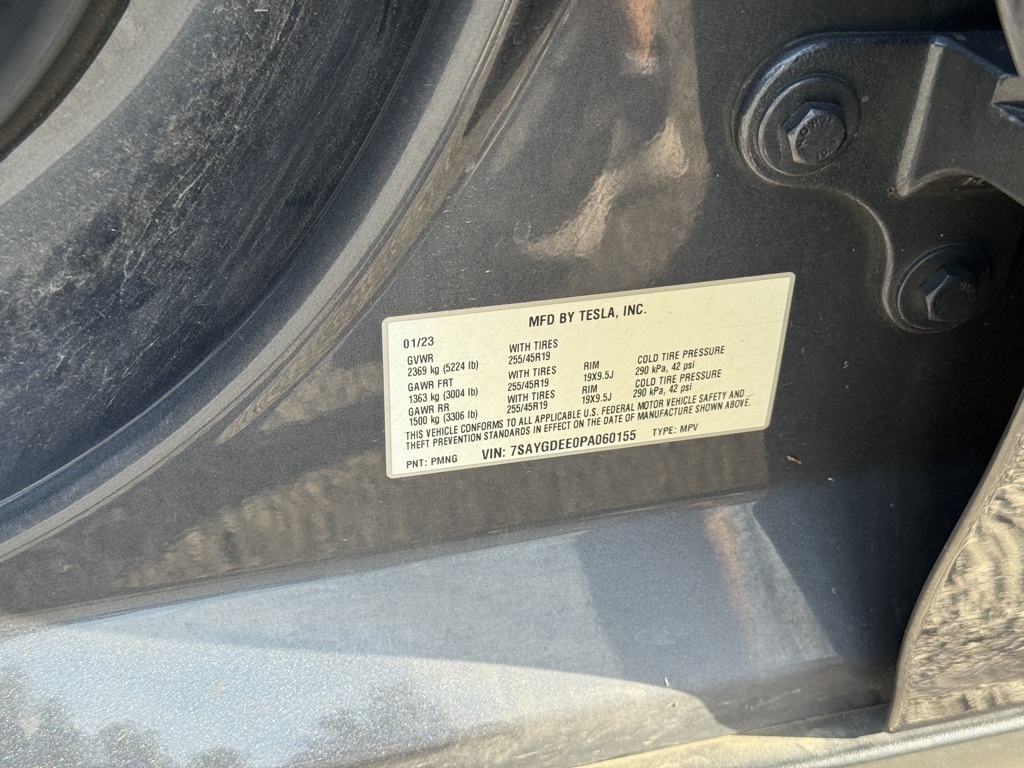 MFD BY TESLA, INC.
01/23
GVWR WITH TIRES
2369 kg (5224 lb) 255/45R19 RIM COLD TIRE PRESSURE
GAWR FRT WITH TIRES 19X9.5J 290 kPa, 42 psi
1363 kg (3004 lb) 255/45R19 RIM COLD TIRE PRESSURE
GAWR RR WITH TIRES 19X9.5J 290 kPa, 42 psi
1500 kg (3306 lb) 255/45R19
THIS VEHICLE CONFORMS TO ALL APPLICABLE U.S. FEDERAL MOTOR VEHICLE SAFETY AND
THEFT PREVENTION STANDARDS IN EFFECT ON THE DATE OF MANUFACTURE SHOWN ABOVE.
PNT: PMNG VIN: 7SAYGDEE0PA060155 TYPE: MPV